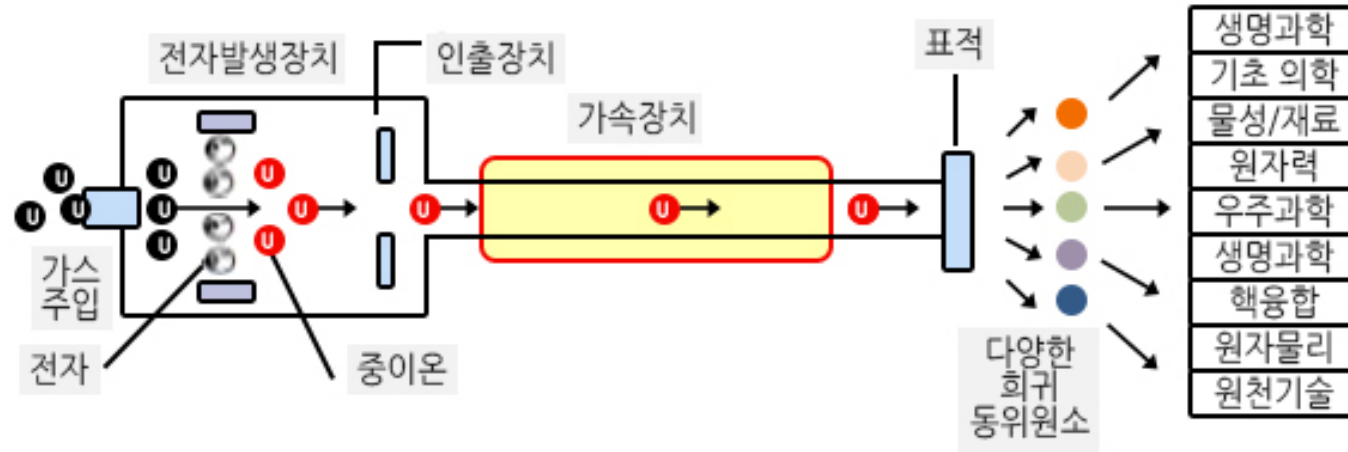 전자발생장치
인출장치
가속장치
표적
생명과학
기초 의학
물성/재료
원자력
우주과학
생명과학
핵융합
원자물리
원천기술
U
U
U
U
U
U
U
U
U
U
U
U
가스
주입
전자
중이온
다양한
희귀
동위원소